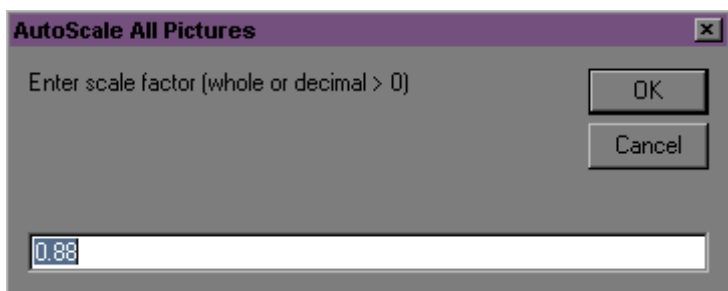 AutoScale All Pictures
Enter scale factor (whole or decimal > 0)
OK
Cancel
0.88